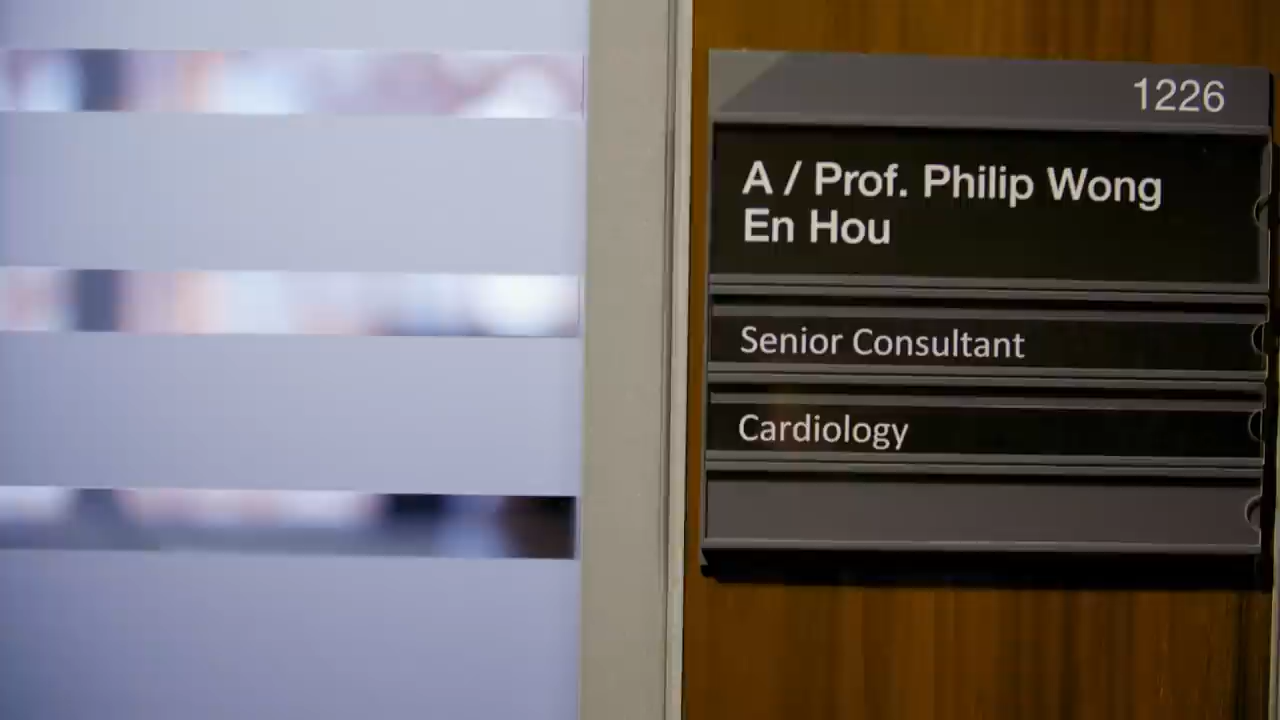 1226
A / Prof. Philip Wong
En Hou
Senior Consultant
Cardiology